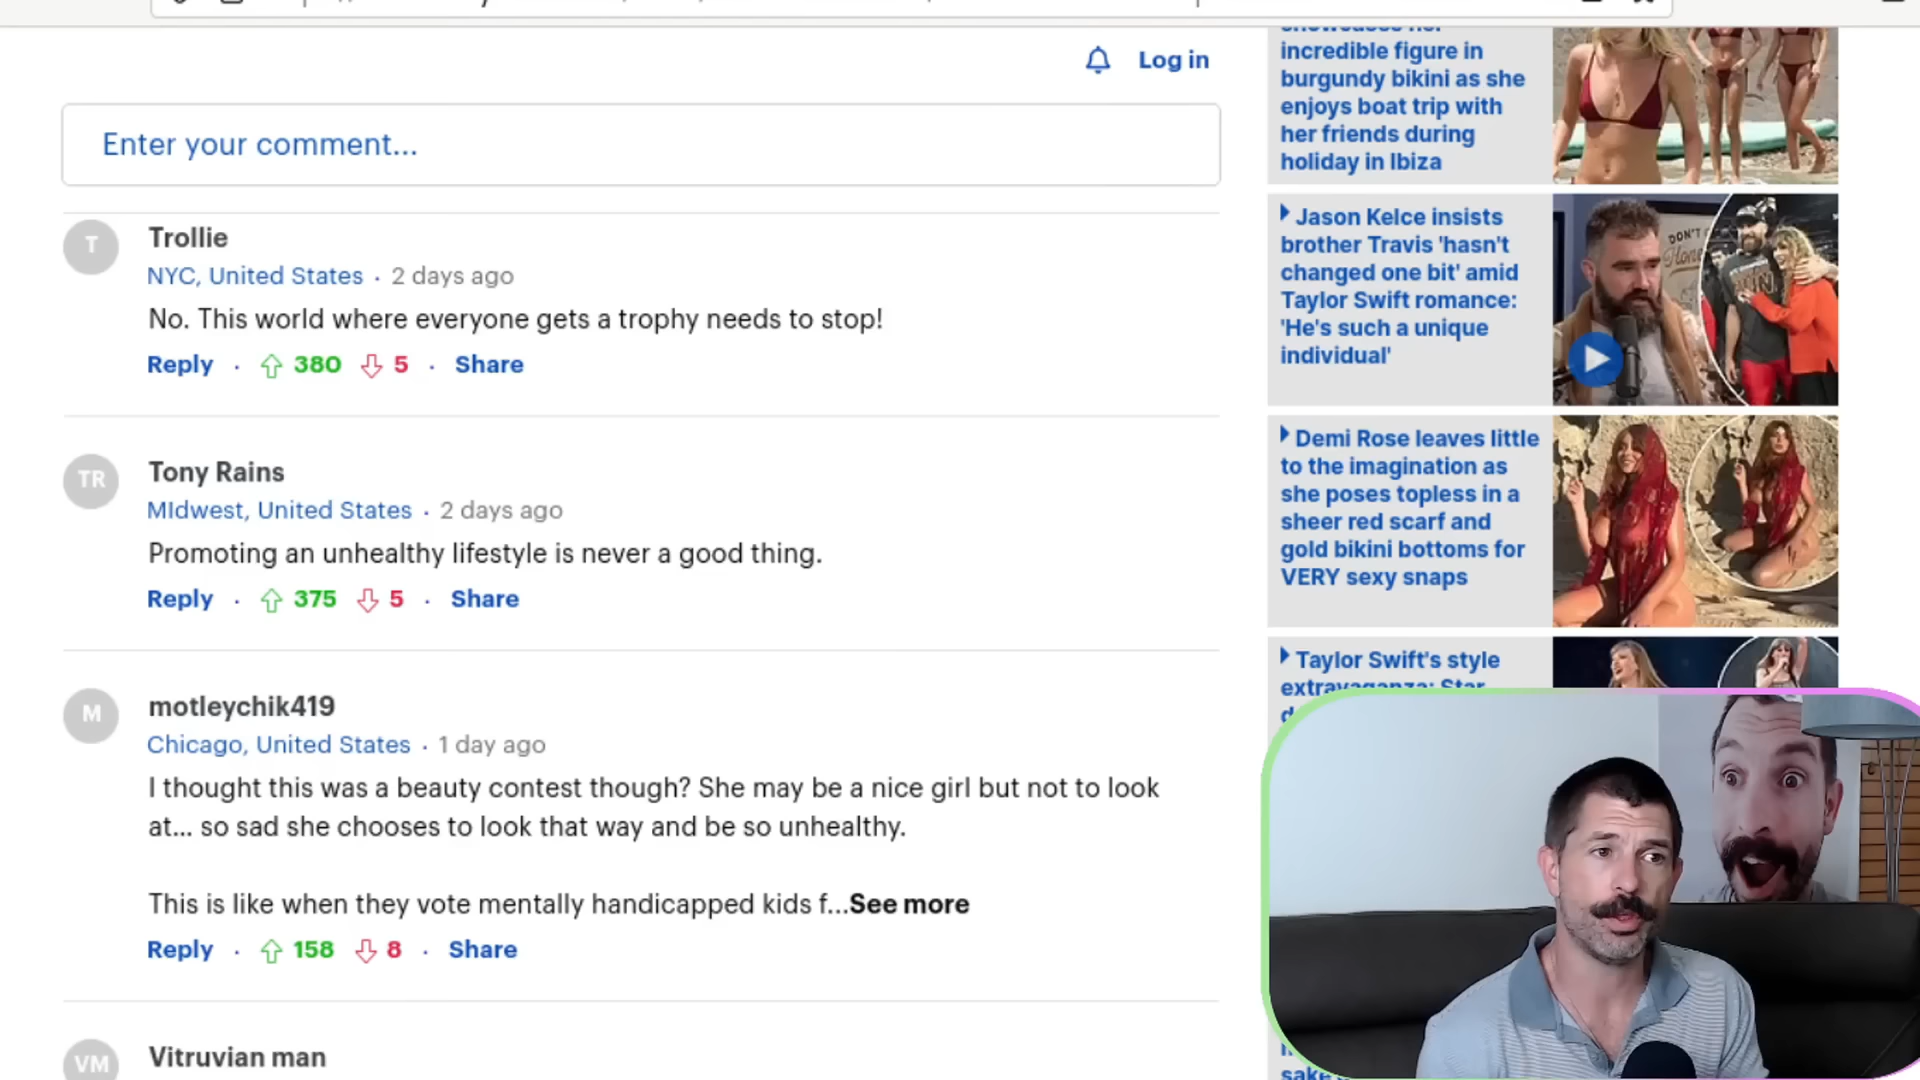 Log in
Enter your comment...
T
Trollie
NYC, United States · 2 days ago
No. This world where everyone gets a trophy needs to stop!
Reply · 380 5 · Share
TR
Tony Rains
MIdwest, United States · 2 days ago
Promoting an unhealthy lifestyle is never a good thing.
Reply · 375 5 · Share
M
motleychik419
Chicago, United States · 1 day ago
I thought this was a beauty contest though? She may be a nice girl but not to look
at... so sad she chooses to look that way and be so unhealthy.
This is like when they vote mentally handicapped kids f...See more
Reply · 158 8 · Share
VM
Vitruvian man
incredible figure in
burgundy bikini as she
enjoys boat trip with
her friends during
holiday in Ibiza
Jason Kelce insists
brother Travis 'hasn't
changed one bit' amid
Taylor Swift romance:
'He's such a unique
individual'
DON'T
Demi Rose leaves little
to the imagination as
she poses topless in a
sheer red scarf and
gold bikini bottoms for
VERY sexy snaps
Taylor Swift's style
extravaganza: Star